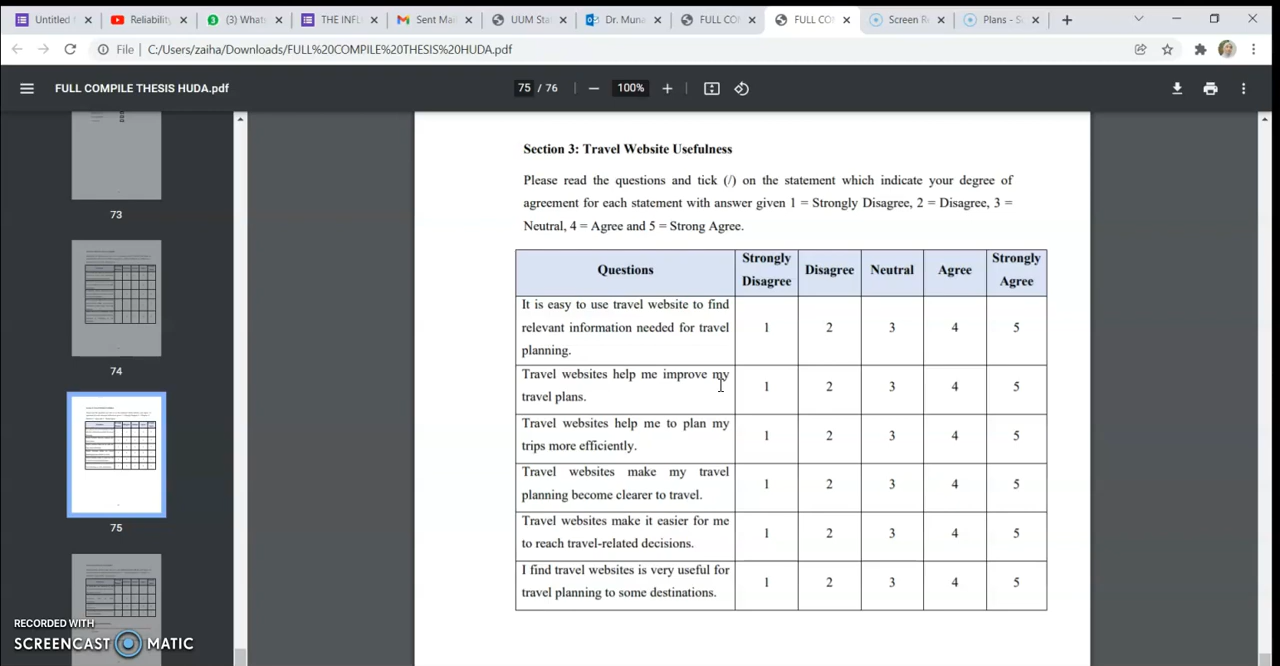 Untitled
Reliability
(3) Whats
THE INFL
Sent Mai
UUM Sta
Dr. Muna
FULL CO
FULL CO
Screen Re
Plans - S
File C:/Users/zaiha/Downloads/FULL%20COMPILE%20THESIS%20HUDA.pdf
FULL COMPILE THESIS HUDA.pdf
75 / 76
100%
73
74
75
Section 3: Travel Website Usefulness
Please read the questions and tick (/) on the statement which indicate your degree of
agreement for each statement with answer given 1 = Strongly Disagree, 2 = Disagree, 3 =
Neutral, 4 = Agree and 5 = Strong Agree.
Questions Strongly Disagree Disagree Neutral Agree Strongly Agree
It is easy to use travel website to find
relevant information needed for travel 1 2 3 4 5
planning.
Travel websites help me improve my
travel plans. 1 2 3 4 5
Travel websites help me to plan my
trips more efficiently. 1 2 3 4 5
Travel websites make my travel
planning become clearer to travel. 1 2 3 4 5
Travel websites make it easier for me
to reach travel-related decisions. 1 2 3 4 5
I find travel websites is very useful for
travel planning to some destinations. 1 2 3 4 5
RECORDED WITH
SCREENCAST MATIC